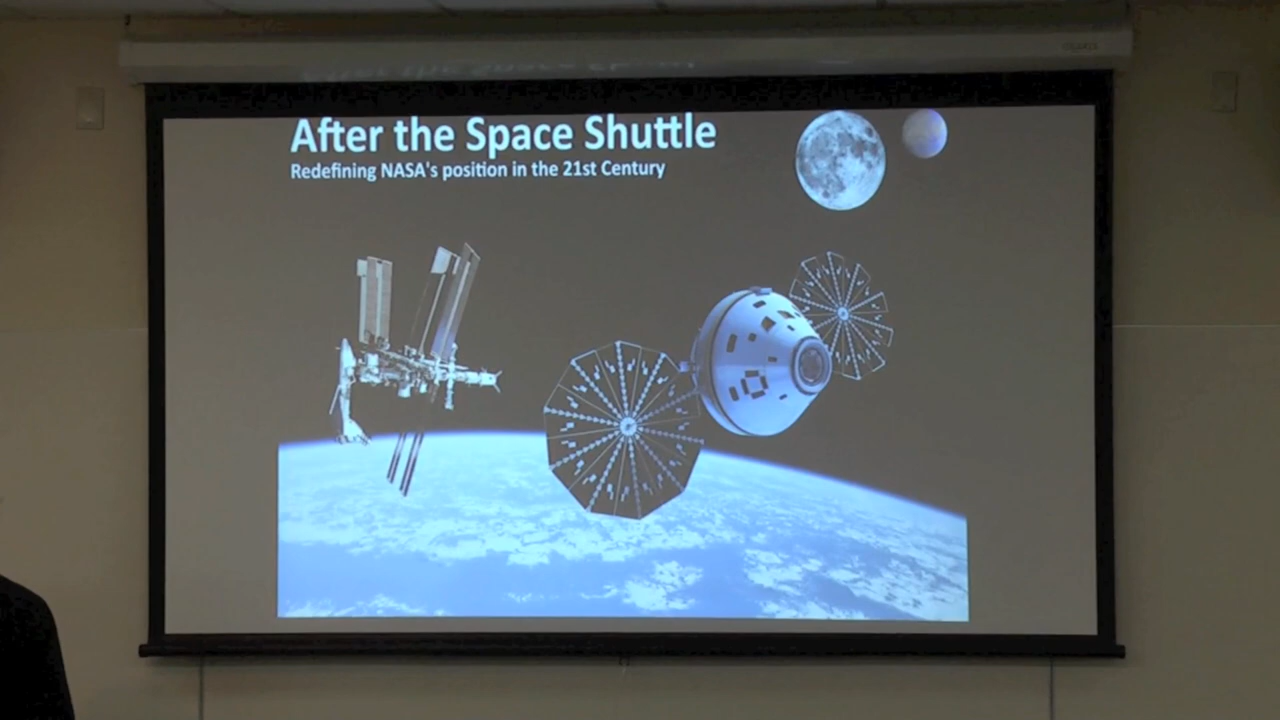 After the Space Shuttle
Redefining NASA's position in the 21st Century